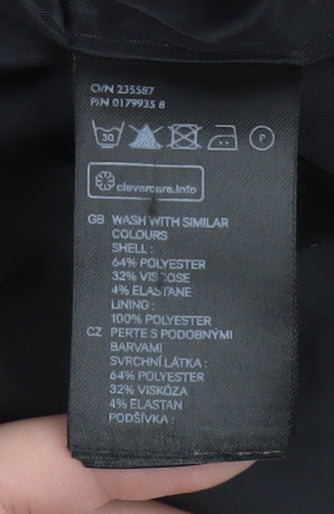 O/N 235587
P/N 0179935 8
30 P
clevercare.info
GB WASH WITH SIMILAR
COLOURS
SHELL :
64% POLYESTER
32% VISCOSE
4% ELASTANE
LINING :
100% POLYESTER
CZ PERTE S PODOBNÝMI
BARVAMI
SVRCHNÍ LÁTKA :
64% POLYESTER
32% VISKÓZA
4% ELASTAN
PODŠÍVKA :